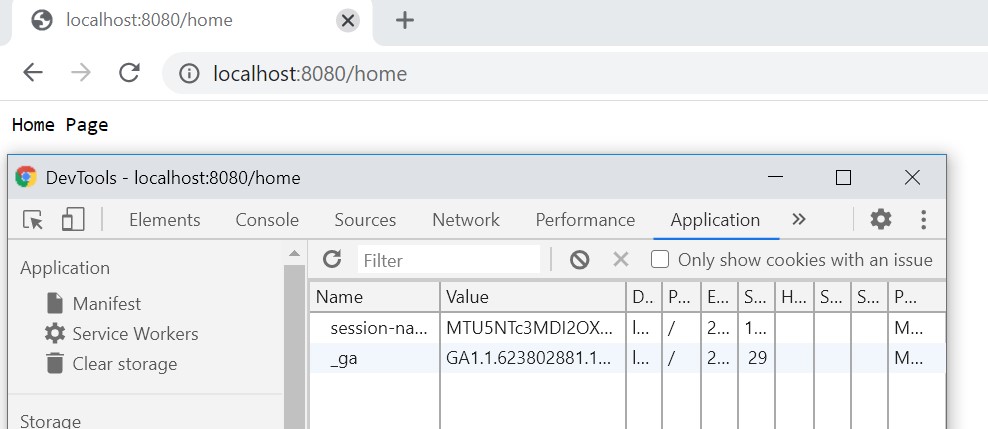 localhost:8080/home
localhost:8080/home
Home Page
DevTools - localhost:8080/home
Elements Console Sources Network Performance Application »
Application
Filter
Only show cookies with an issue
Manifest
Service Workers
Clear storage
Storage
Name Value D... P... E... S... H... S... S... P...
session-na... MTU5NTc3MDI2OX... l... / 2... 1... M...
_ga GA1.1.623802881.1... l... / 2... 29 M...